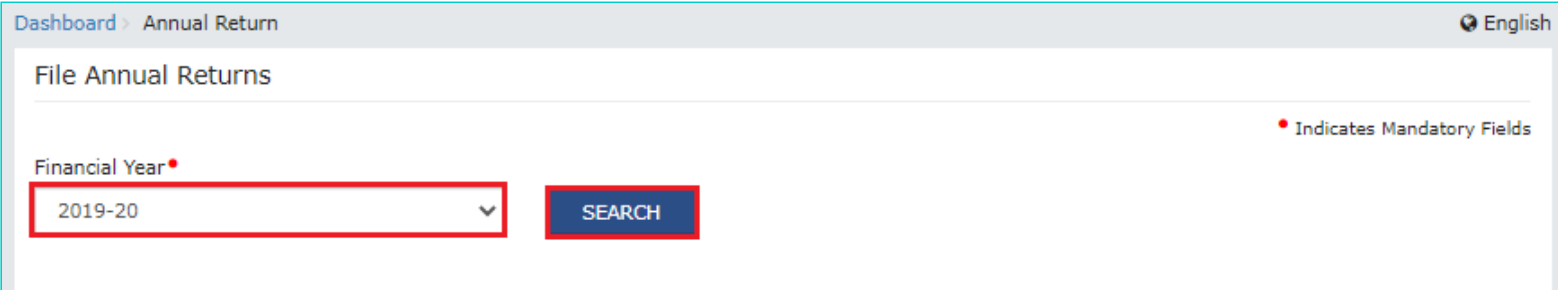 Dashboard > Annual Return
English
File Annual Returns
• Indicates Mandatory Fields
Financial Year•
2019-20
SEARCH